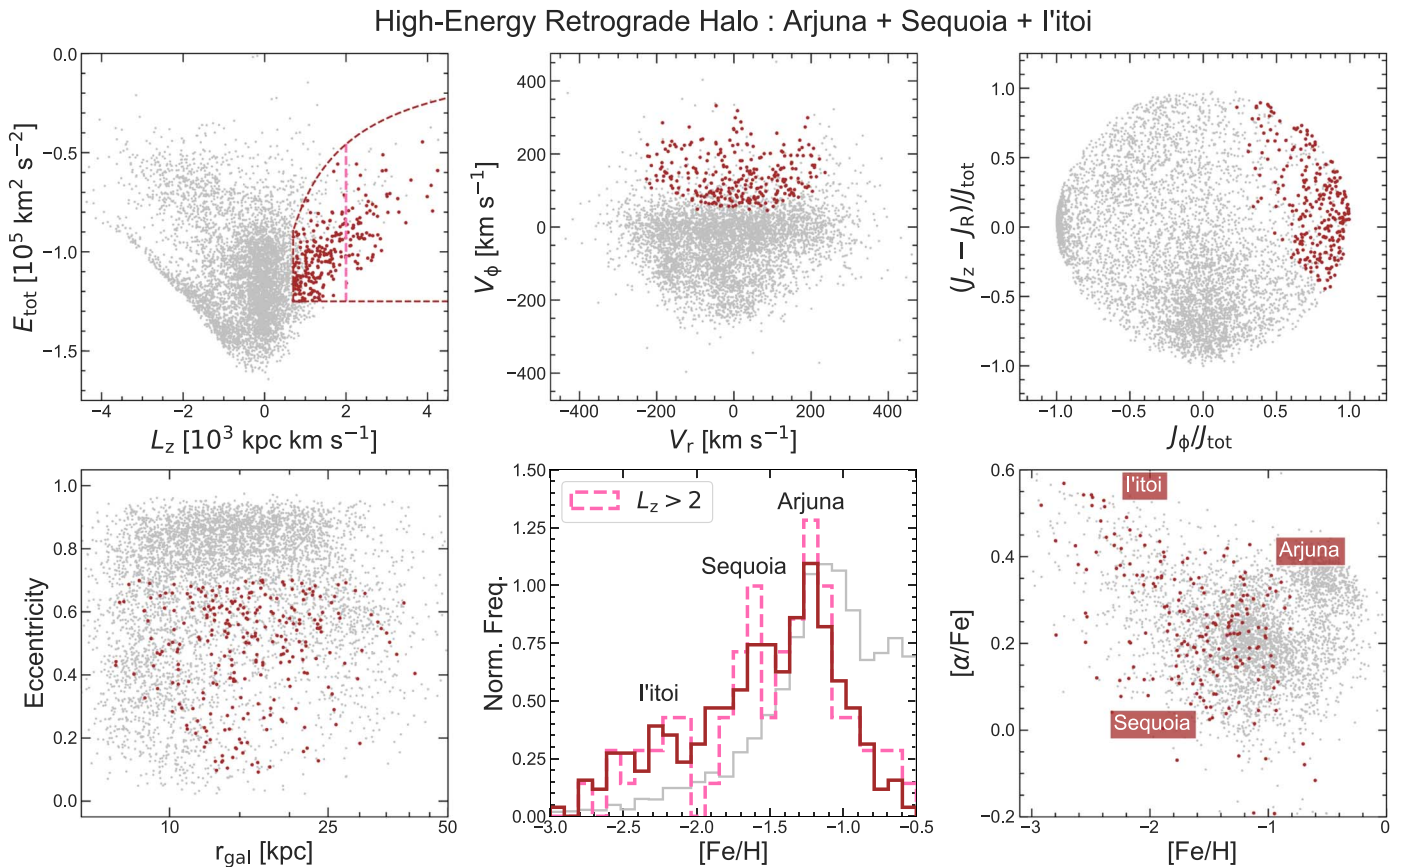 High-Energy Retrograde Halo : Arjuna + Sequoia + I'itoi
0.0
−0.5
−1.0
−1.5
E_tot [10⁵ km² s⁻²]
−4 −2 0 2 4
L_z [10³ kpc km s⁻¹]
400
200
0
−200
−400
V_ϕ [km s⁻¹]
−400 −200 0 200 400
V_r [km s⁻¹]
1.0
0.5
0.0
−0.5
−1.0
(J_z − J_R)/J_tot
−1.0 −0.5 0.0 0.5 1.0
J_ϕ/J_tot
1.0
0.8
0.6
0.4
0.2
0.0
Eccentricity
10 25 50
r_gal [kpc]
1.50
1.25
1.00
0.75
0.50
0.25
0.00
Norm. Freq.
L_z > 2
Arjuna
Sequoia
I'itoi
−3.0 −2.5 −2.0 −1.5 −1.0 −0.5
[Fe/H]
0.6
0.4
0.2
0.0
−0.2
[α/Fe]
I'itoi
Arjuna
Sequoia
−3 −2 −1 0
[Fe/H]